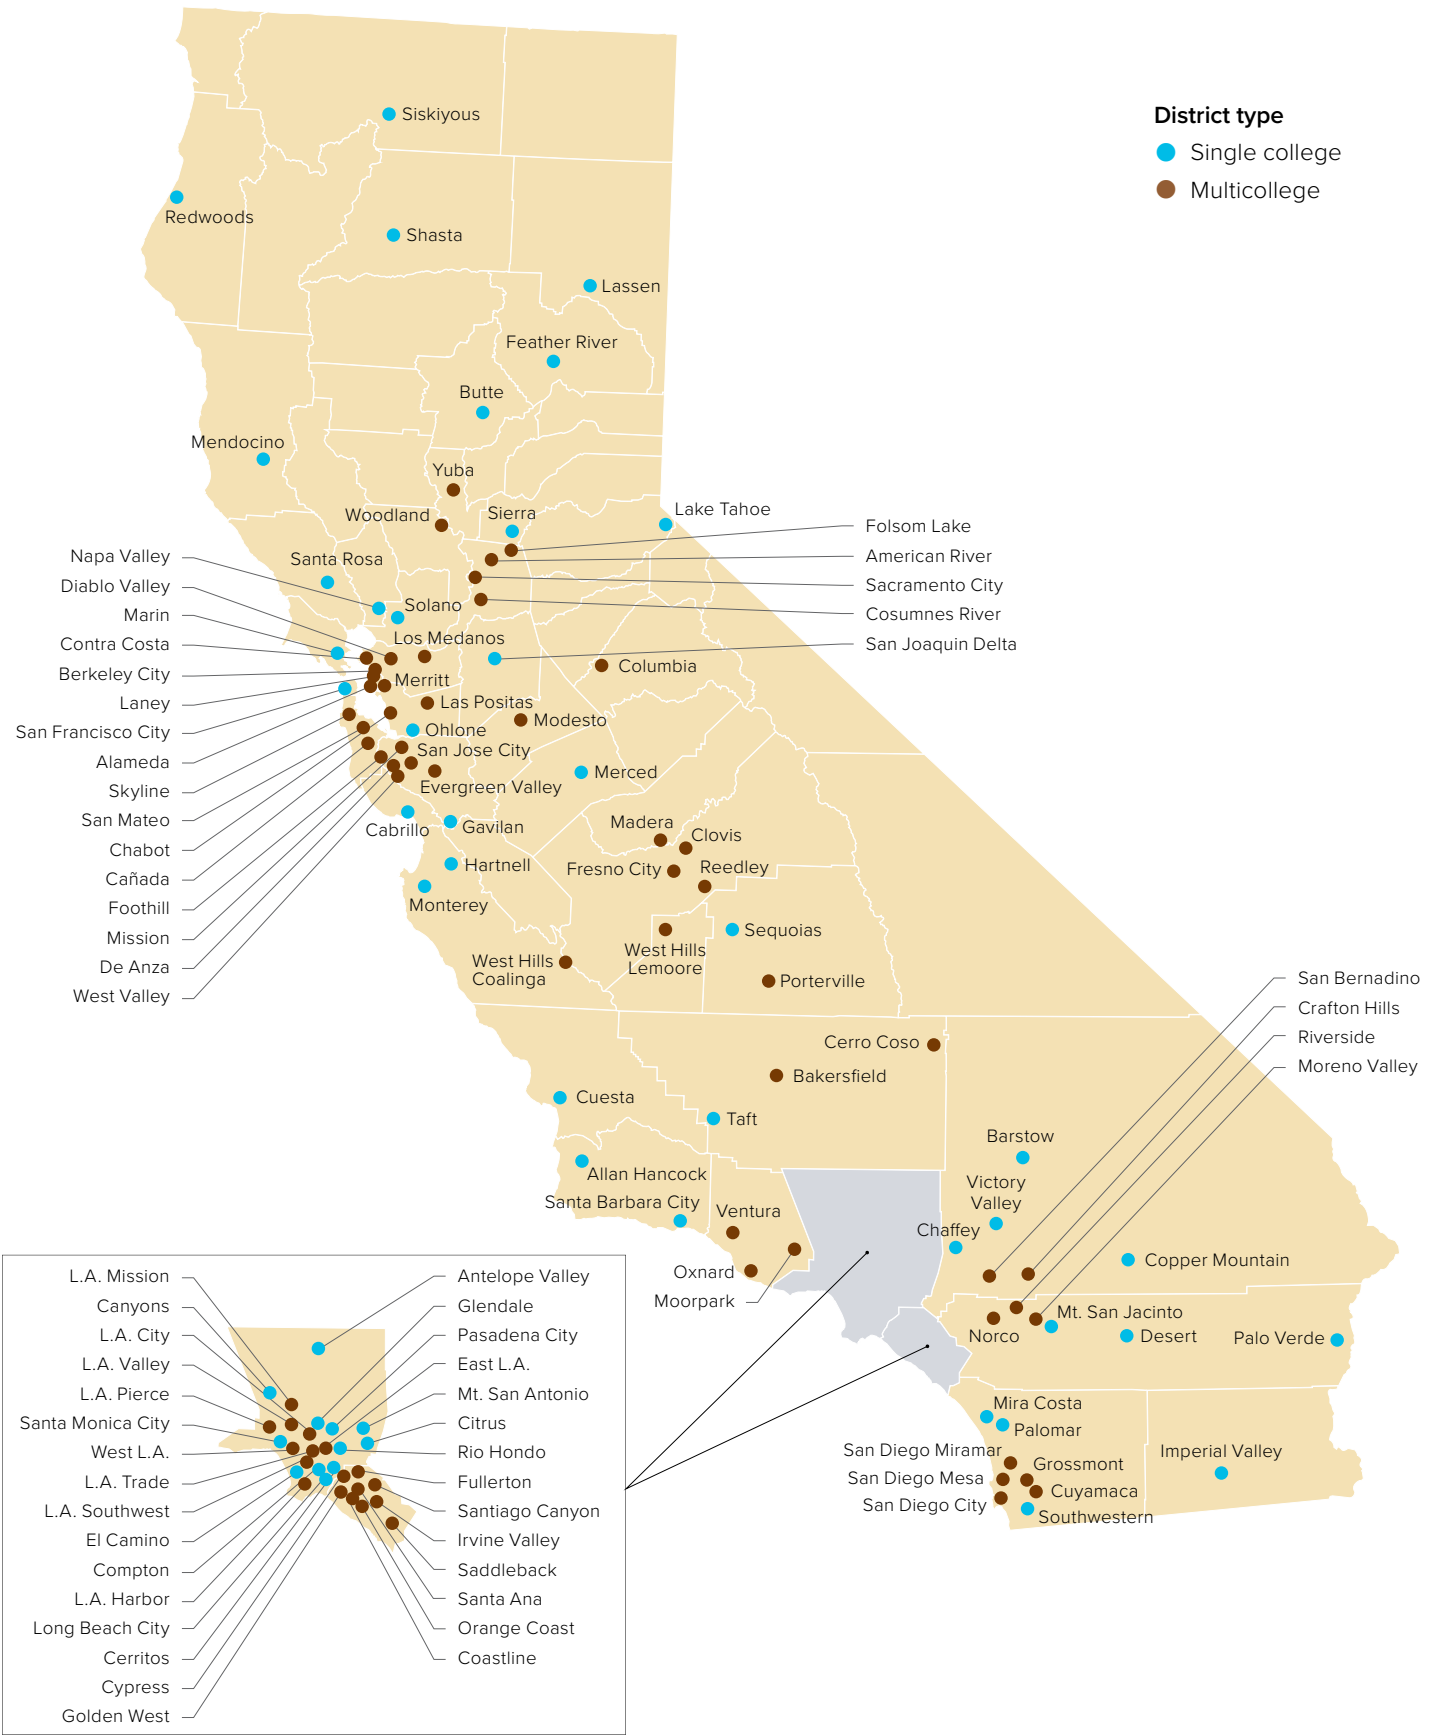 District type
Single college
Multicollege
Siskiyous
Redwoods
Shasta
Lassen
Feather River
Butte
Mendocino
Yuba
Woodland
Sierra
Lake Tahoe
Santa Rosa
Solano
Los Medanos
Merritt
Las Positas
Ohlone
Modesto
San Jose City
Evergreen Valley
Columbia
Merced
Cabrillo
Gavilan
Hartnell
Monterey
Madera
Clovis
Fresno City
Reedley
West Hills
Lemoore
Sequoias
West Hills
Coalinga
Porterville
Cerro Coso
Bakersfield
Cuesta
Taft
Allan Hancock
Santa Barbara City
Ventura
Oxnard
Moorpark
Barstow
Victory
Valley
Chaffey
Copper Mountain
Mt. San Jacinto
Norco
Desert
Palo Verde
Mira Costa
Palomar
San Diego Miramar
Grossmont
San Diego Mesa
Cuyamaca
San Diego City
Southwestern
Imperial Valley
Napa Valley
Diablo Valley
Marin
Contra Costa
Berkeley City
Laney
San Francisco City
Alameda
Skyline
San Mateo
Chabot
Cañada
Foothill
Mission
De Anza
West Valley
Folsom Lake
American River
Sacramento City
Cosumnes River
San Joaquin Delta
San Bernadino
Crafton Hills
Riverside
Moreno Valley
L.A. Mission
Canyons
L.A. City
L.A. Valley
L.A. Pierce
Santa Monica City
West L.A.
L.A. Trade
L.A. Southwest
El Camino
Compton
L.A. Harbor
Long Beach City
Cerritos
Cypress
Golden West
Antelope Valley
Glendale
Pasadena City
East L.A.
Mt. San Antonio
Citrus
Rio Hondo
Fullerton
Santiago Canyon
Irvine Valley
Saddleback
Santa Ana
Orange Coast
Coastline